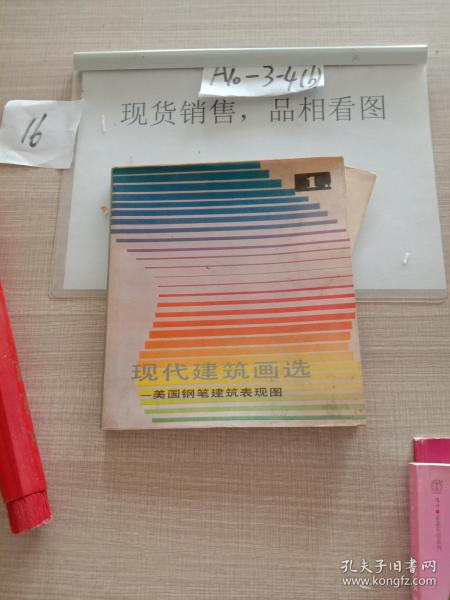 A10-3-4(6)
现货销售，品相看图
16
1
现代建筑画选
—美国钢笔建筑表现图
孔夫子旧书网
www.kongfz.com